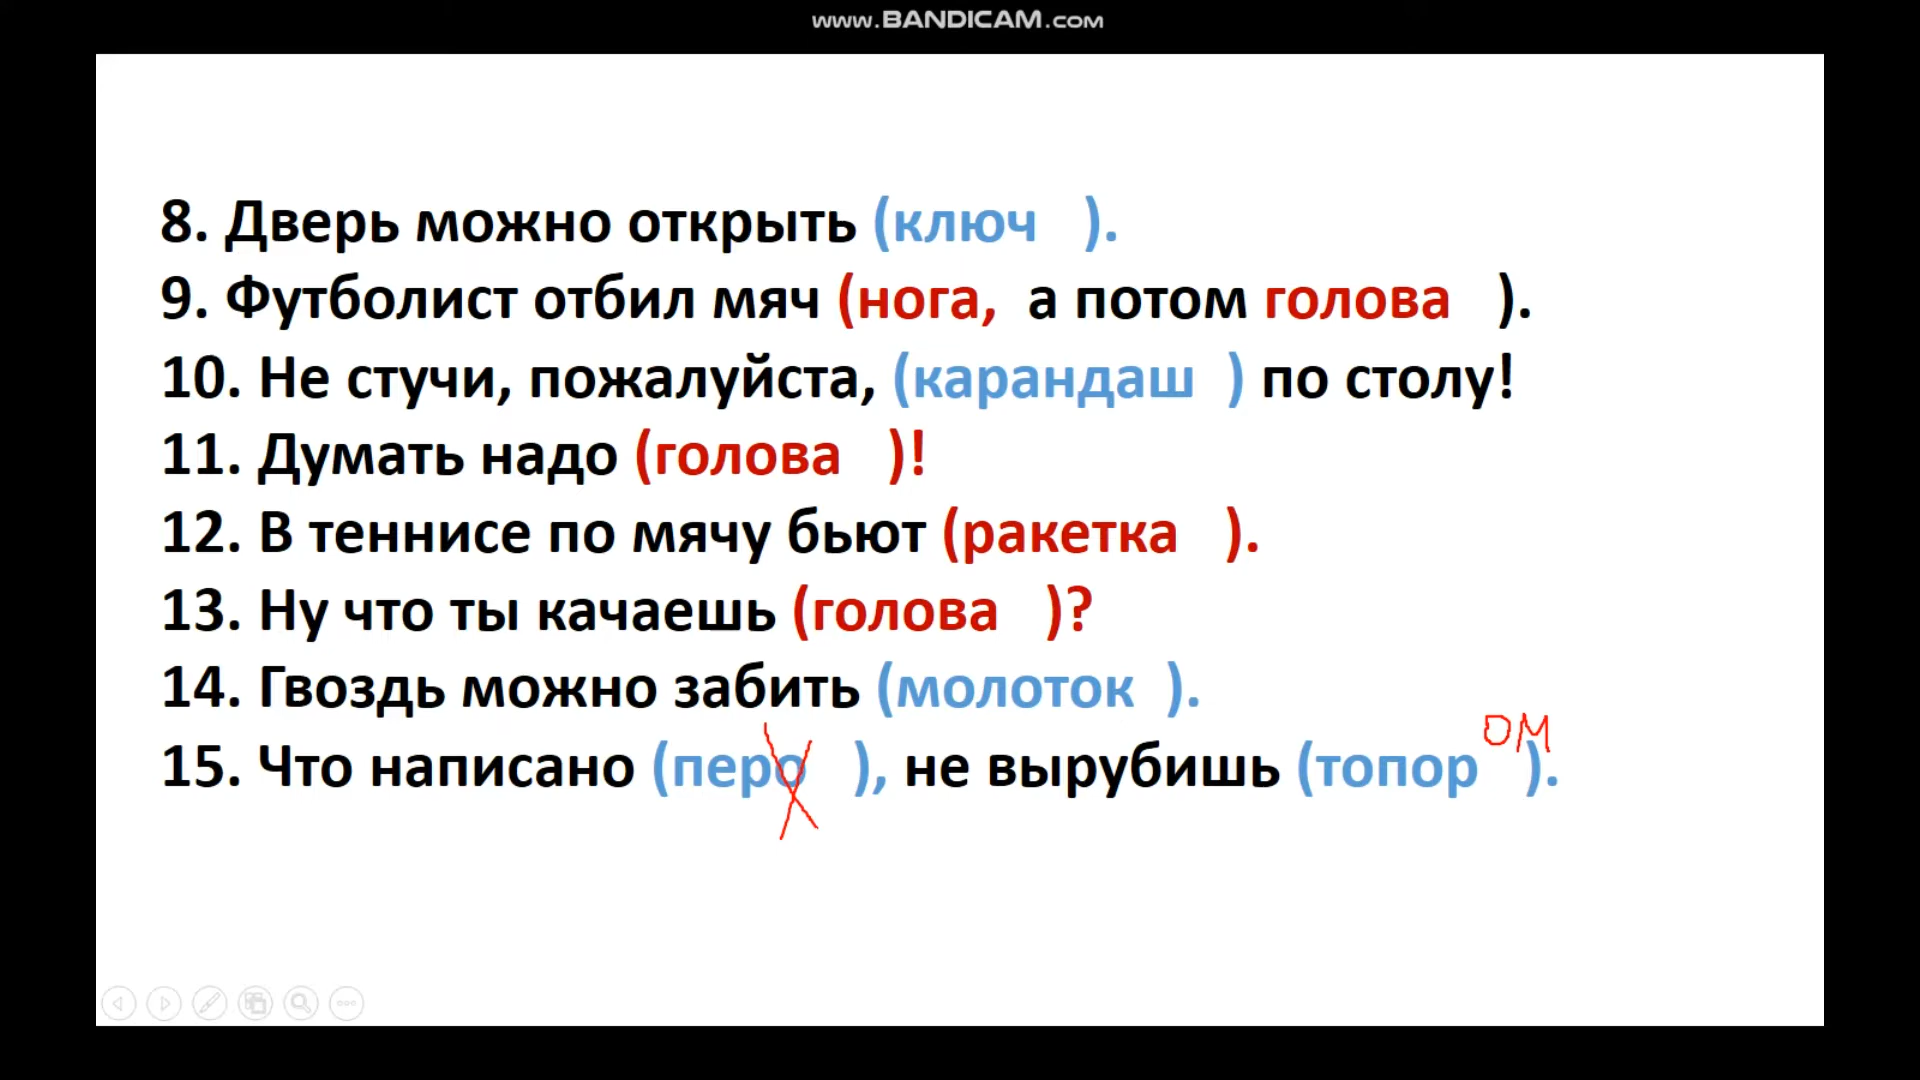 www.BANDICAM.com
8. Дверь можно открыть (ключ   ).
9. Футболист отбил мяч (нога,  а потом голова   ).
10. Не стучи, пожалуйста, (карандаш  ) по столу!
11. Думать надо (голова   )!
12. В теннисе по мячу бьют (ракетка   ).
13. Ну что ты качаешь (голова   )?
14. Гвоздь можно забить (молоток  ).
ом
15. Что написано (перо   ), не вырубишь (топор   ).